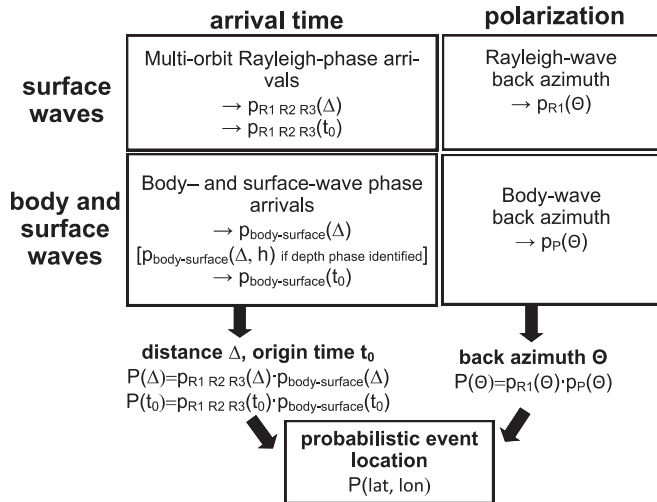 arrival time
polarization
surface
waves
Multi-orbit Rayleigh-phase arri-
vals
→ pR1 R2 R3(Δ)
→ pR1 R2 R3(t0)
Rayleigh-wave
back azimuth
→ pR1(Θ)
body and
surface
waves
Body– and surface-wave phase
arrivals
→ pbody-surface(Δ)
[pbody-surface(Δ, h) if depth phase identified]
→ pbody-surface(t0)
Body-wave
back azimuth
→ pP(Θ)
distance Δ, origin time t0
P(Δ)=pR1 R2 R3(Δ)·pbody-surface(Δ)
P(t0)=pR1 R2 R3(t0)·pbody-surface(t0)
back azimuth Θ
P(Θ)=pR1(Θ)·pP(Θ)
probabilistic event
location
P(lat, lon)